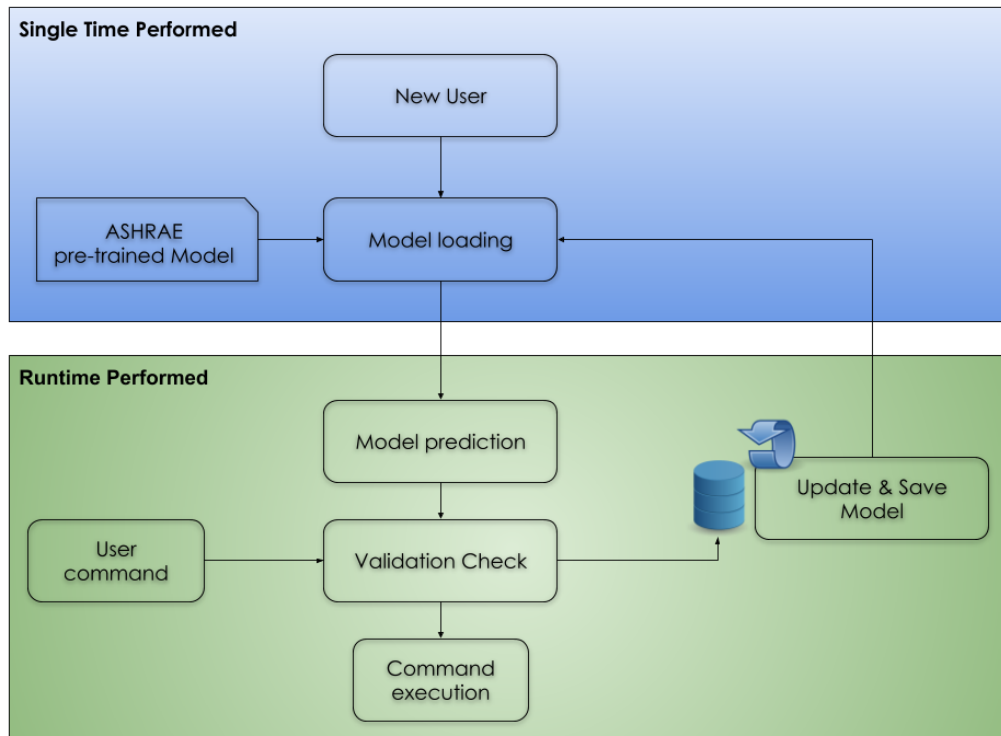 Single Time Performed
New User
ASHRAE
pre-trained Model
Model loading
Runtime Performed
Model prediction
Update & Save
Model
User
command
Validation Check
Command
execution